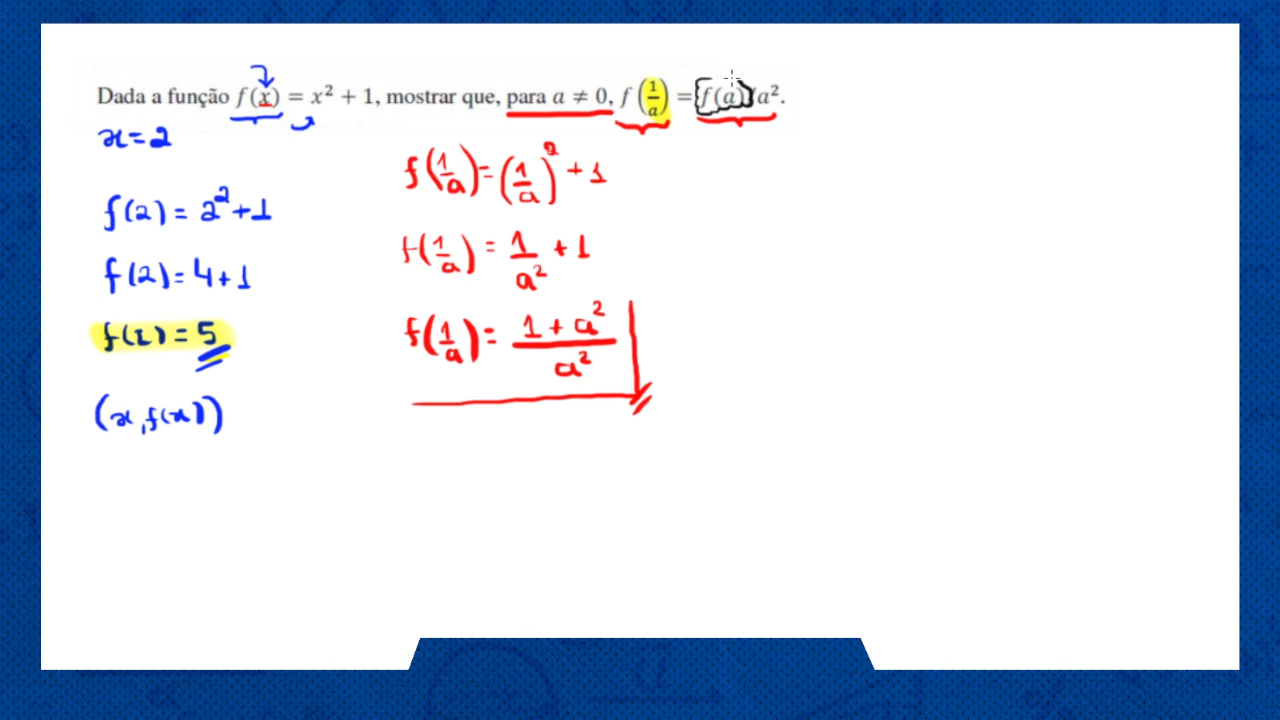 Dada a função f(x) = x² + 1, mostrar que, para a ≠ 0, f(1/a) = f(a)/a².
x=2
f(2) = 2²+1
f(2) = 4+1
f(2) = 5
(x, f(x))
f(1/a) = (1/a)² + 1
f(1/a) = 1/a² + 1
f(1/a) = (1 + a²)/a²